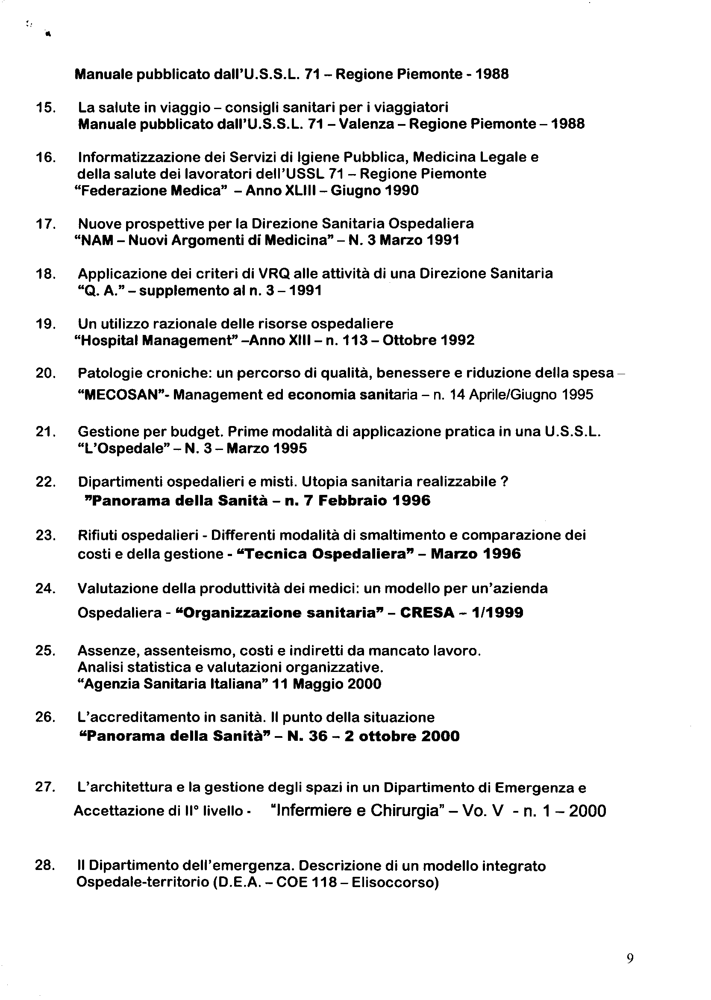 Manuale pubblicato dall'U.S.S.L. 71 – Regione Piemonte - 1988
15. La salute in viaggio – consigli sanitari per i viaggiatori
Manuale pubblicato dall'U.S.S.L. 71 – Valenza – Regione Piemonte – 1988
16. Informatizzazione dei Servizi di Igiene Pubblica, Medicina Legale e
della salute dei lavoratori dell'USSL 71 – Regione Piemonte
“Federazione Medica” – Anno XLIII – Giugno 1990
17. Nuove prospettive per la Direzione Sanitaria Ospedaliera
“NAM – Nuovi Argomenti di Medicina” – N. 3 Marzo 1991
18. Applicazione dei criteri di VRQ alle attività di una Direzione Sanitaria
“Q. A.” – supplemento al n. 3 – 1991
19. Un utilizzo razionale delle risorse ospedaliere
“Hospital Management” –Anno XIII – n. 113 – Ottobre 1992
20. Patologie croniche: un percorso di qualità, benessere e riduzione della spesa –
“MECOSAN”- Management ed economia sanitaria – n. 14 Aprile/Giugno 1995
21. Gestione per budget. Prime modalità di applicazione pratica in una U.S.S.L.
“L'Ospedale” – N. 3 – Marzo 1995
22. Dipartimenti ospedalieri e misti. Utopia sanitaria realizzabile ?
”Panorama della Sanità – n. 7 Febbraio 1996
23. Rifiuti ospedalieri - Differenti modalità di smaltimento e comparazione dei
costi e della gestione - “Tecnica Ospedaliera” – Marzo 1996
24. Valutazione della produttività dei medici: un modello per un'azienda
Ospedaliera - “Organizzazione sanitaria” – CRESA – 1/1999
25. Assenze, assenteismo, costi e indiretti da mancato lavoro.
Analisi statistica e valutazioni organizzative.
“Agenzia Sanitaria Italiana” 11 Maggio 2000
26. L'accreditamento in sanità. Il punto della situazione
“Panorama della Sanità” – N. 36 – 2 ottobre 2000
27. L'architettura e la gestione degli spazi in un Dipartimento di Emergenza e
Accettazione di II° livello - “Infermiere e Chirurgia” – Vo. V - n. 1 – 2000
28. Il Dipartimento dell'emergenza. Descrizione di un modello integrato
Ospedale-territorio (D.E.A. – COE 118 – Elisoccorso)
9